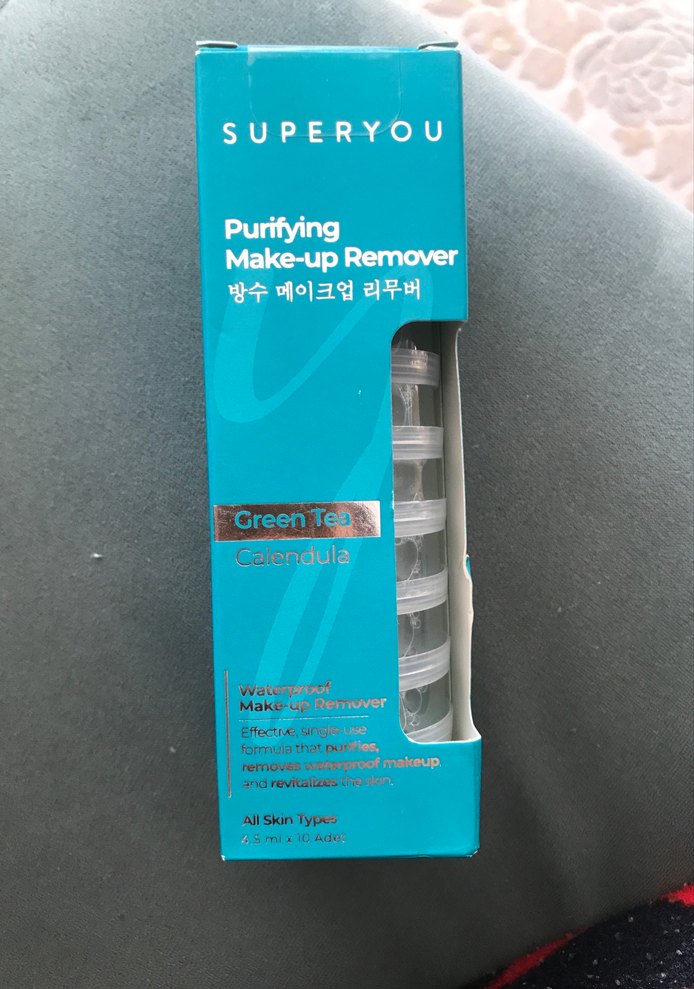 SUPERYOU
Purifying
Make-up Remover
방수 메이크업 리무버
Green Tea
Calendula
Waterproof
Make-up Remover
Effective, single-use
formula that purifies,
removes waterproof makeup,
and revitalizes the skin.
All Skin Types
4.5 ml x 10 Adet